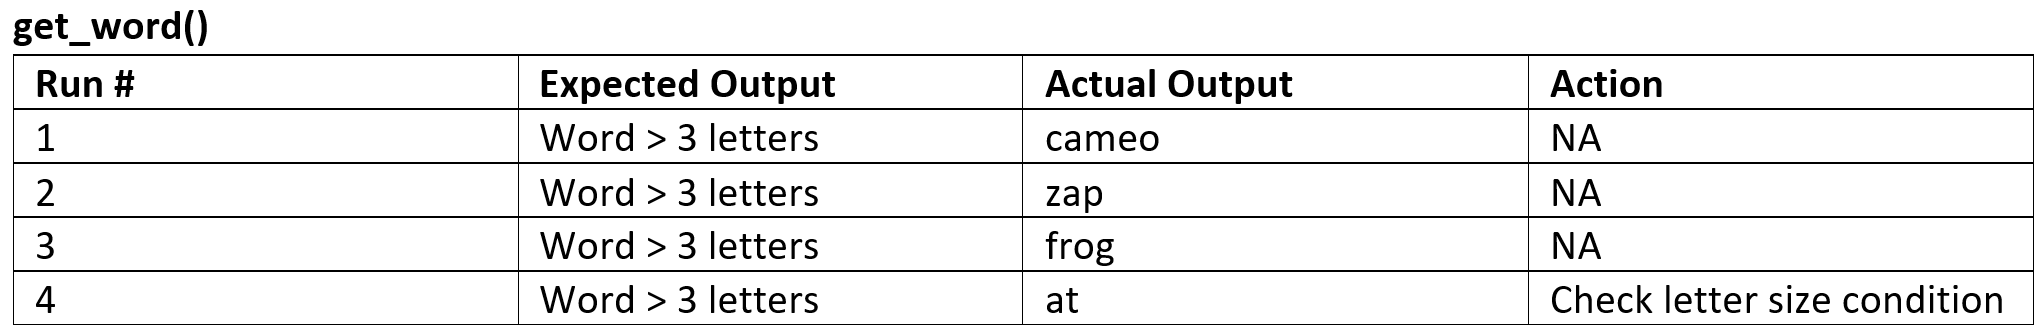 get_word()
Run # Expected Output Actual Output Action
1 Word > 3 letters cameo NA
2 Word > 3 letters zap NA
3 Word > 3 letters frog NA
4 Word > 3 letters at Check letter size condition